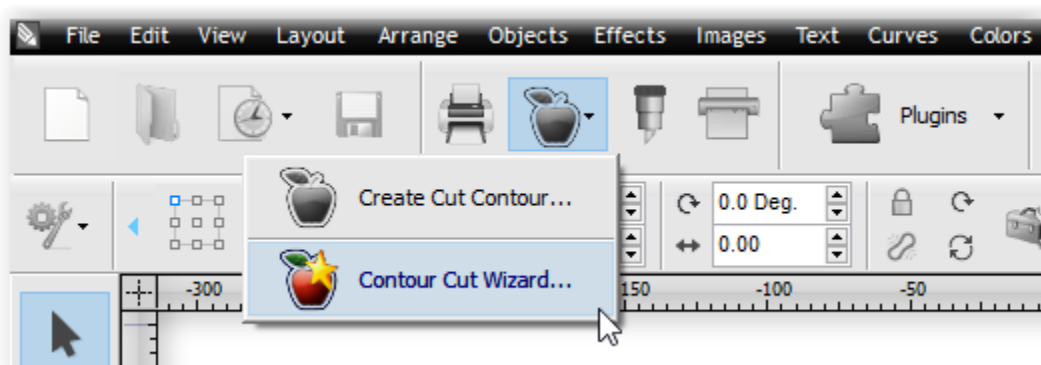 File Edit View Layout Arrange Objects Effects Images Text Curves Colors
Plugins
Create Cut Contour...
0.0 Deg.
0.00
Contour Cut Wizard...
-300 150 -100 -50